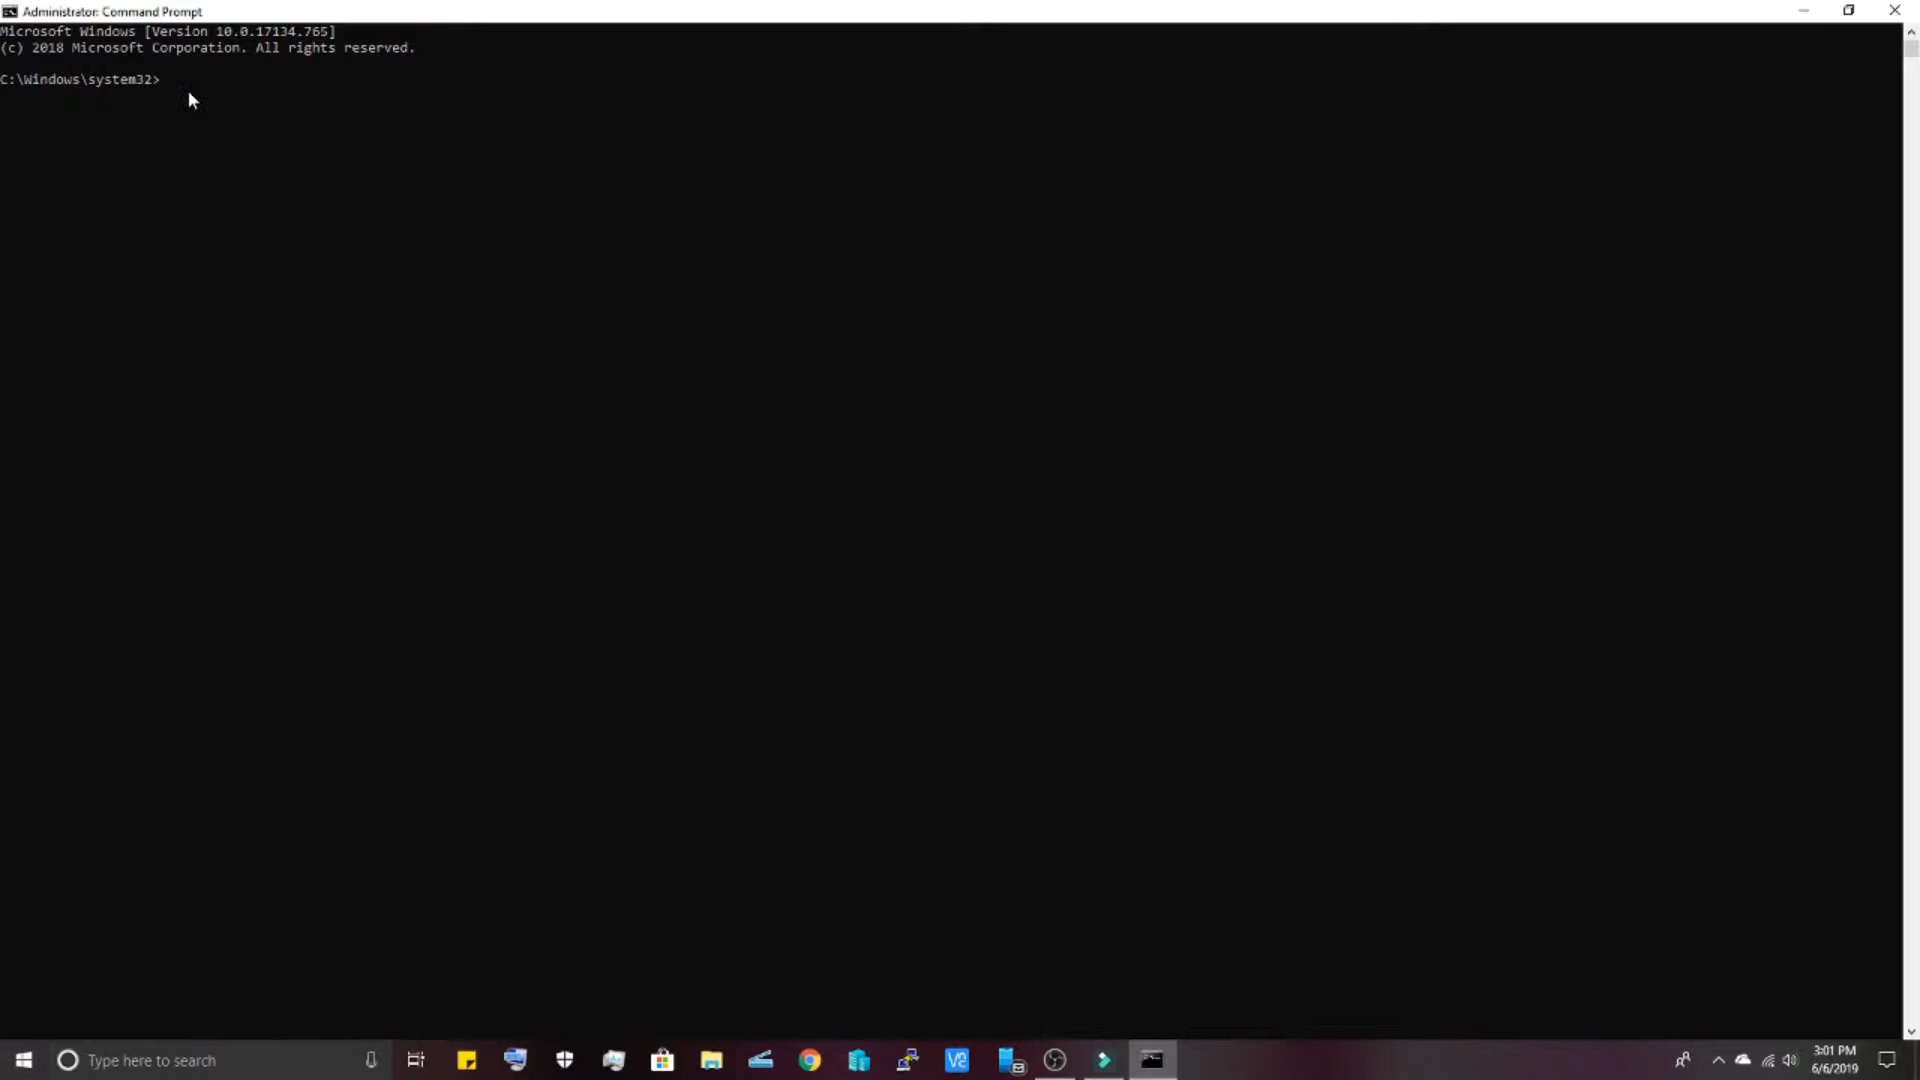 Administrator: Command Prompt
Microsoft Windows [Version 10.0.17134.765]
(c) 2018 Microsoft Corporation. All rights reserved.
C:\Windows\system32>
Type here to search
3:01 PM
6/6/2019